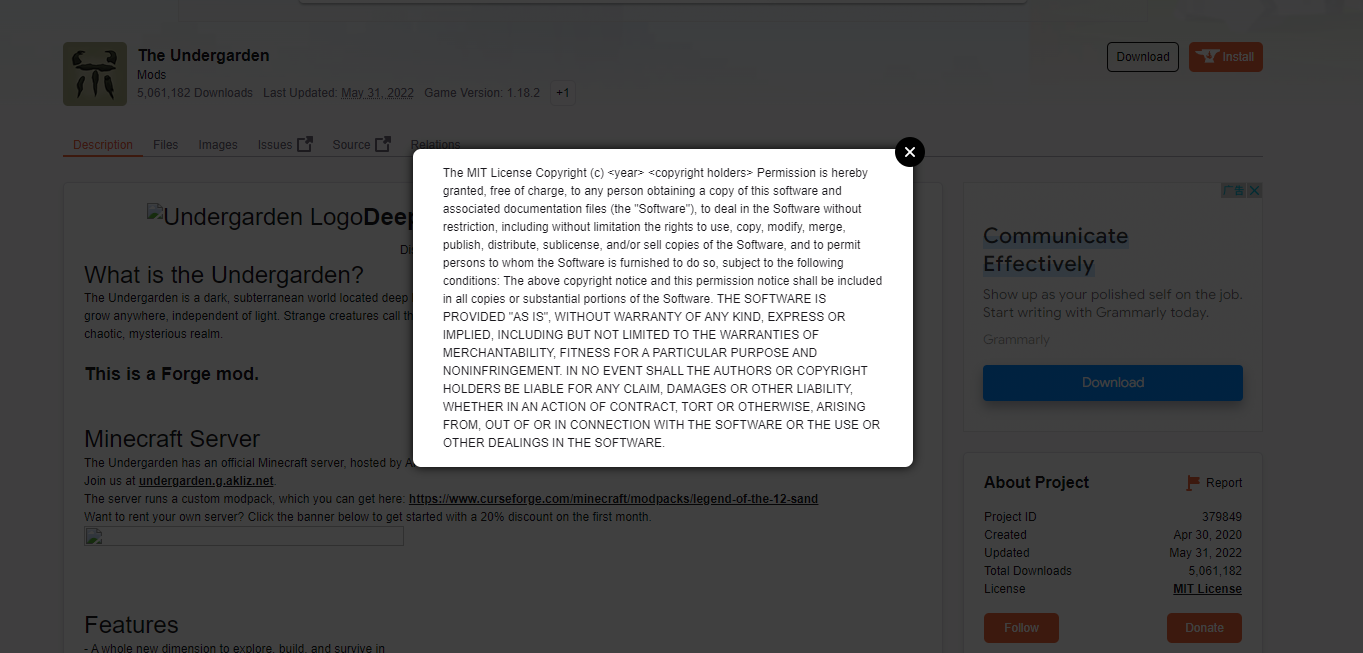 The Undergarden
Mods
5,061,182 Downloads Last Updated: May 31, 2022 Game Version: 1.18.2 +1
Download
Install
Description Files Images Issues Source Relations
The MIT License Copyright (c) <year> <copyright holders> Permission is hereby
granted, free of charge, to any person obtaining a copy of this software and
associated documentation files (the "Software"), to deal in the Software without
restriction, including without limitation the rights to use, copy, modify, merge,
publish, distribute, sublicense, and/or sell copies of the Software, and to permit
persons to whom the Software is furnished to do so, subject to the following
conditions: The above copyright notice and this permission notice shall be included
in all copies or substantial portions of the Software. THE SOFTWARE IS
PROVIDED "AS IS", WITHOUT WARRANTY OF ANY KIND, EXPRESS OR
IMPLIED, INCLUDING BUT NOT LIMITED TO THE WARRANTIES OF
MERCHANTABILITY, FITNESS FOR A PARTICULAR PURPOSE AND
NONINFRINGEMENT. IN NO EVENT SHALL THE AUTHORS OR COPYRIGHT
HOLDERS BE LIABLE FOR ANY CLAIM, DAMAGES OR OTHER LIABILITY,
WHETHER IN AN ACTION OF CONTRACT, TORT OR OTHERWISE, ARISING
FROM, OUT OF OR IN CONNECTION WITH THE SOFTWARE OR THE USE OR
OTHER DEALINGS IN THE SOFTWARE.
Undergarden LogoDeep
Di
What is the Undergarden?
The Undergarden is a dark, subterranean world located deep
grow anywhere, independent of light. Strange creatures call th
chaotic, mysterious realm.
This is a Forge mod.
Minecraft Server
The Undergarden has an official Minecraft server, hosted by A
Join us at undergarden.g.akliz.net.
The server runs a custom modpack, which you can get here: https://www.curseforge.com/minecraft/modpacks/legend-of-the-12-sand
Want to rent your own server? Click the banner below to get started with a 20% discount on the first month.
Features
- A whole new dimension to explore, build, and survive in
广告
Communicate
Effectively
Show up as your polished self on the job.
Start writing with Grammarly today.
Grammarly
Download
About Project
Report
Project ID 379849
Created Apr 30, 2020
Updated May 31, 2022
Total Downloads 5,061,182
License MIT License
Follow
Donate